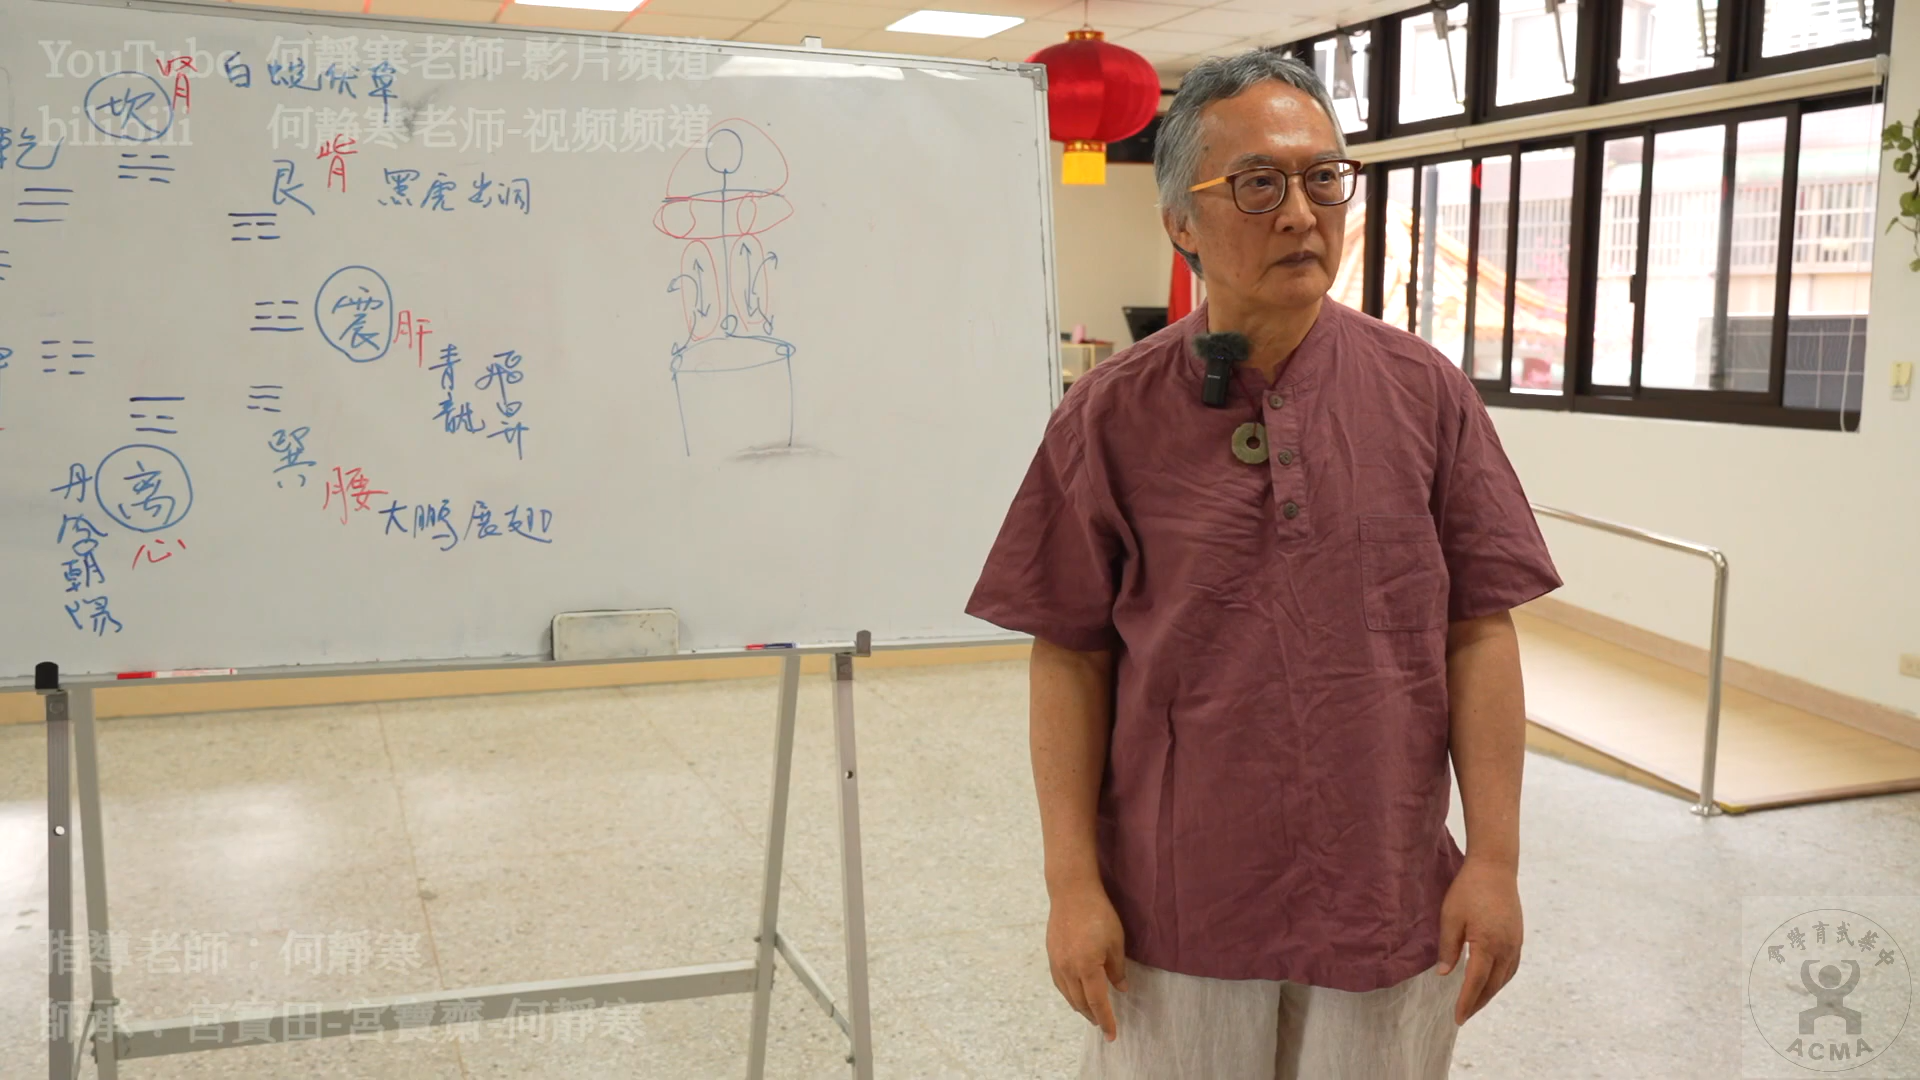 YouTube 何靜寒老師-影片頻道
bilibili 何静寒老师-视频频道
乾
坎 腎 白蛇伏草
艮 背 黑虎出洞
震 肝 青龍 飛昇
巽 腰 大鵬展翅
离 心 丹鳳朝陽
指導老師：何靜寒
師承：宮寶田-宮寶齋-何靜寒
ACMA